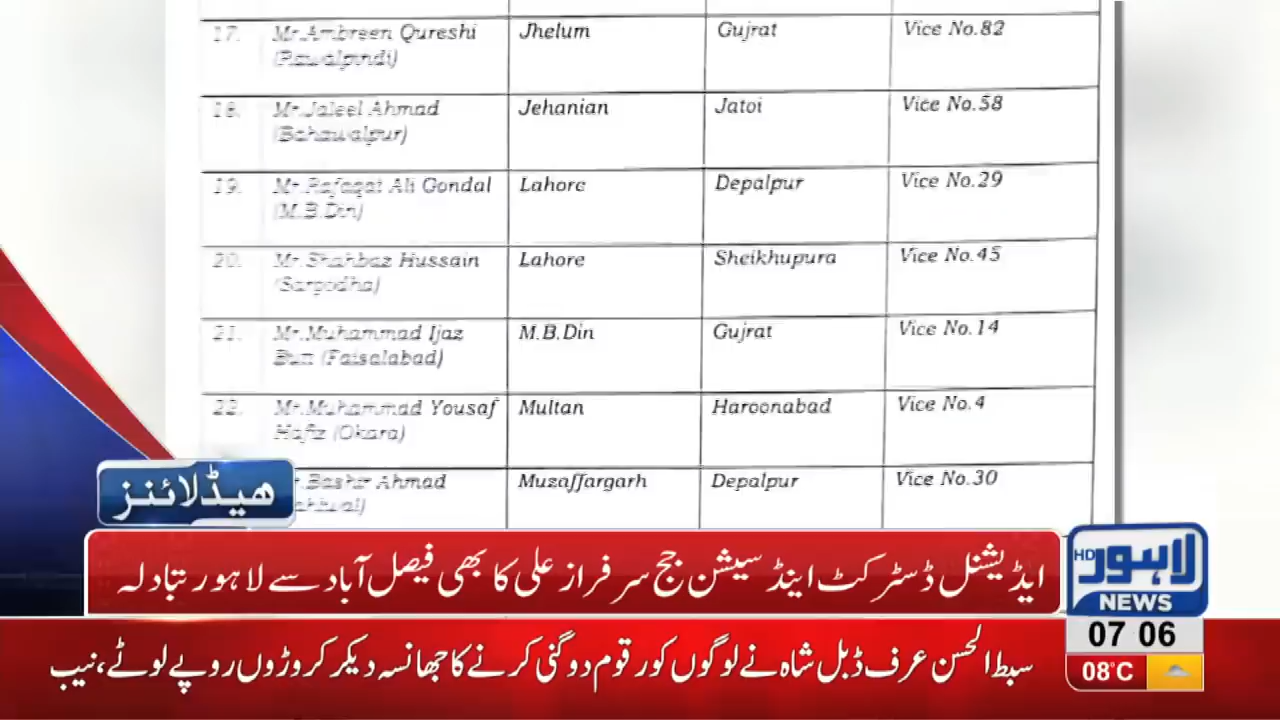 17. Mr.Ambreen Qureshi Jhelum Gujrat Vice No.82
(Rawalpindi)
18. Mr.Jaleel Ahmad Jehanian Jatoi Vice No.58
(Bahawalpur)
19. Mr.Rafaqat Ali Gondal Lahore Depalpur Vice No.29
(M.B.Din)
20. Mr.Shahbaz Hussain Lahore Sheikhupura Vice No.45
(Sargodha)
21. Mr.Muhammad Ijaz M.B.Din Gujrat Vice No.14
Butt (Faisalabad)
22. Mr.Muhammad Yousaf Multan Haroonabad Vice No.4
Hafiz (Okara)
Bashir Ahmad Muzaffargarh Depalpur Vice No.30
ہیڈلائنز
ایڈیشنل ڈسٹرکٹ اینڈ سیشن جج سرفراز علی کا بھی فیصل آباد سے لاہور تبادلہ
HD لاہور
NEWS
07 06
08°C
سبط الحسن عرف ڈبل شاہ نے لوگوں کو رقوم دوگنی کرنے کا جھانسہ دیکر کروڑوں روپے لوٹے، نیب